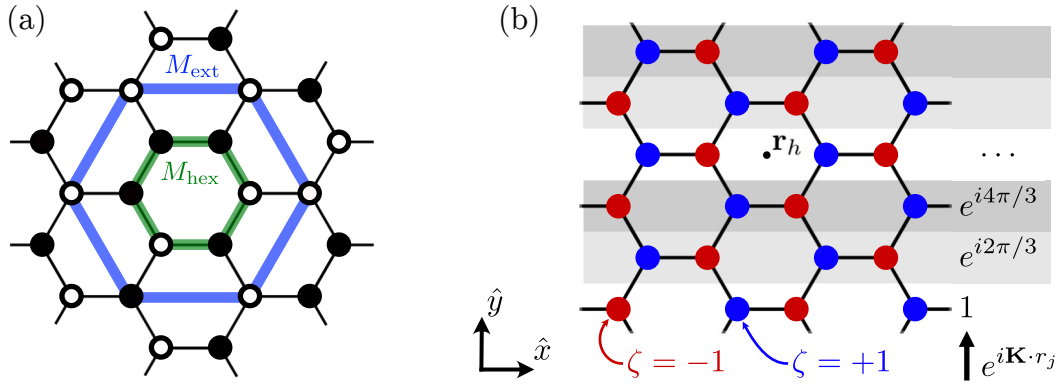 (a)
M_ext
M_hex
(b)
r_h
...
e^{i4π/3}
e^{i2π/3}
1
e^{iK·r_j}
ŷ
x̂
ζ = −1
ζ = +1